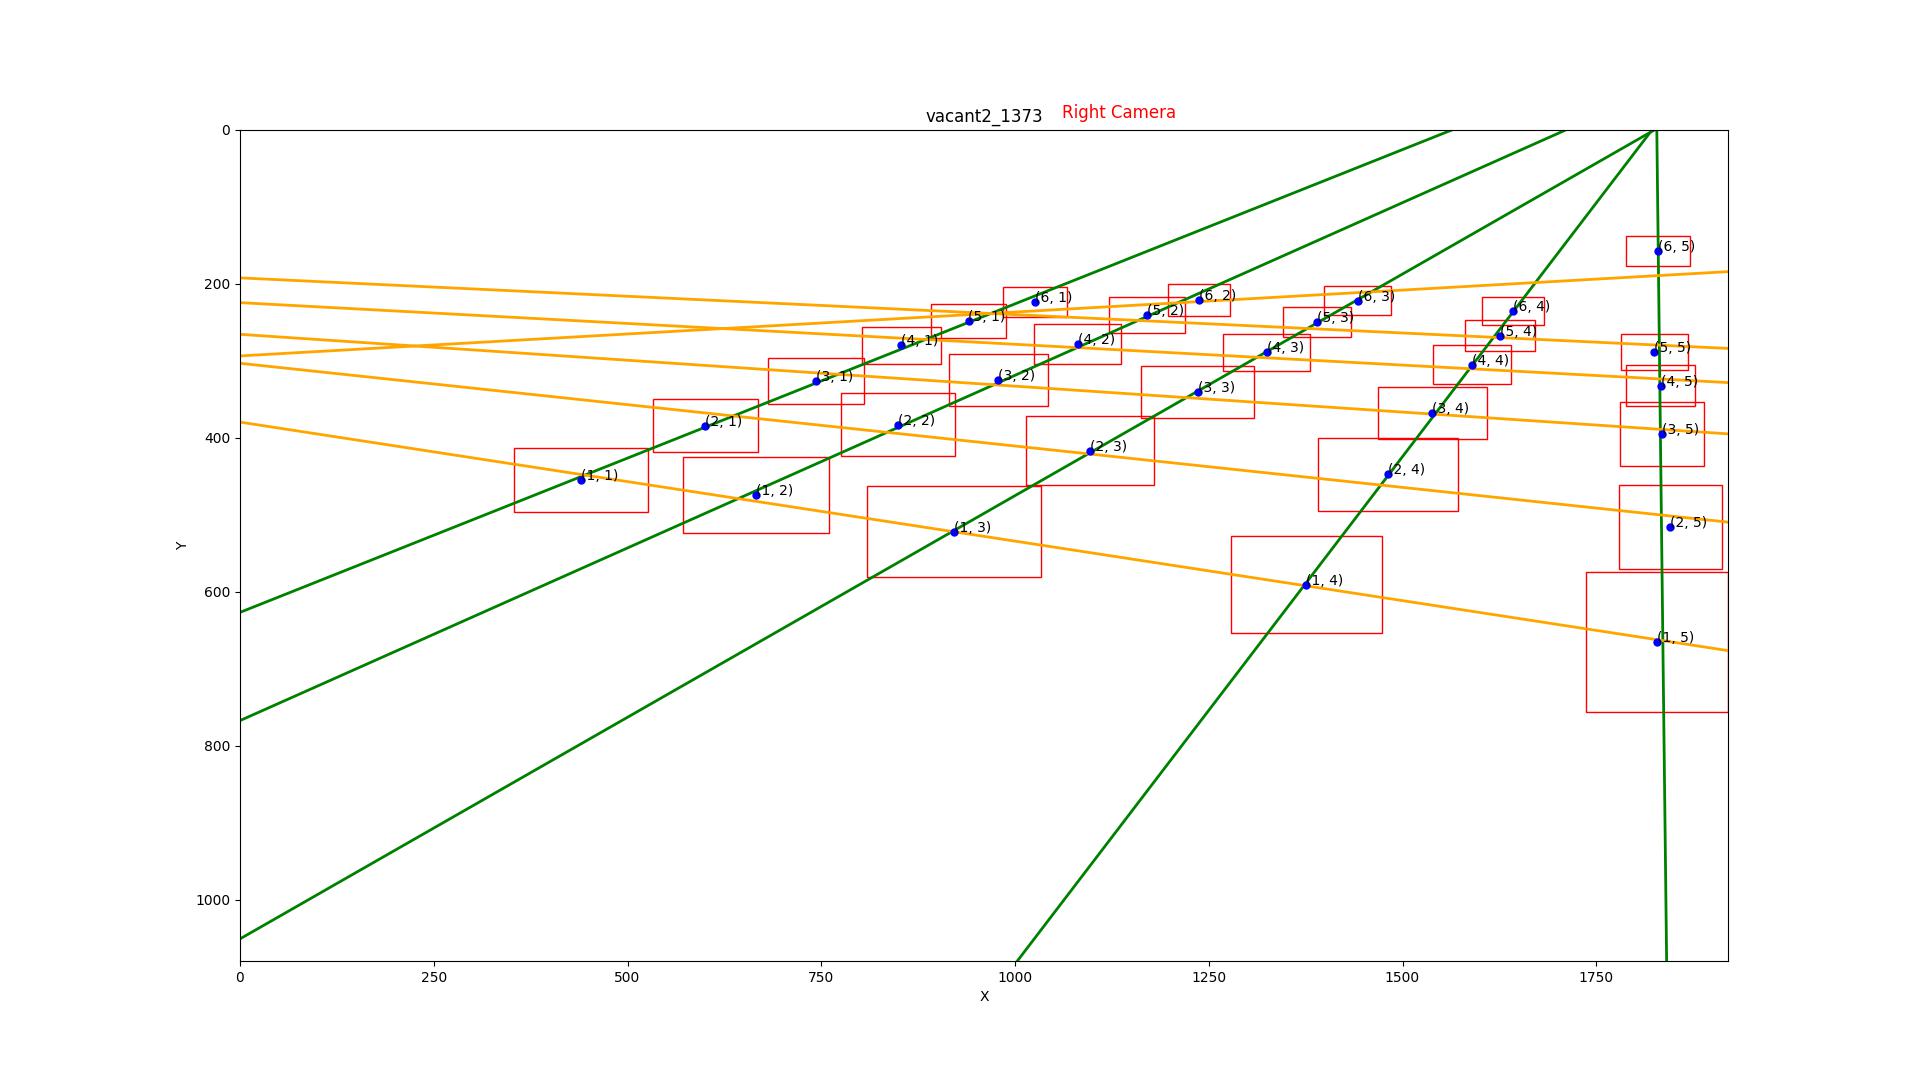 vacant2_1373 Right Camera
0
(6, 5)
200
(6, 1) (6, 2) (6, 3) (6, 4)
(5, 1) (5, 2) (5, 3) (5, 4) (5, 5)
(4, 1) (4, 2) (4, 3) (4, 4) (4, 5)
(3, 1) (3, 2) (3, 3) (3, 4) (3, 5)
400
(2, 1) (2, 2) (2, 3) (2, 4) (2, 5)
(1, 1) (1, 2) (1, 3) (1, 4) (1, 5)
Y
600
800
1000
0 250 500 750 1000 1250 1500 1750
X